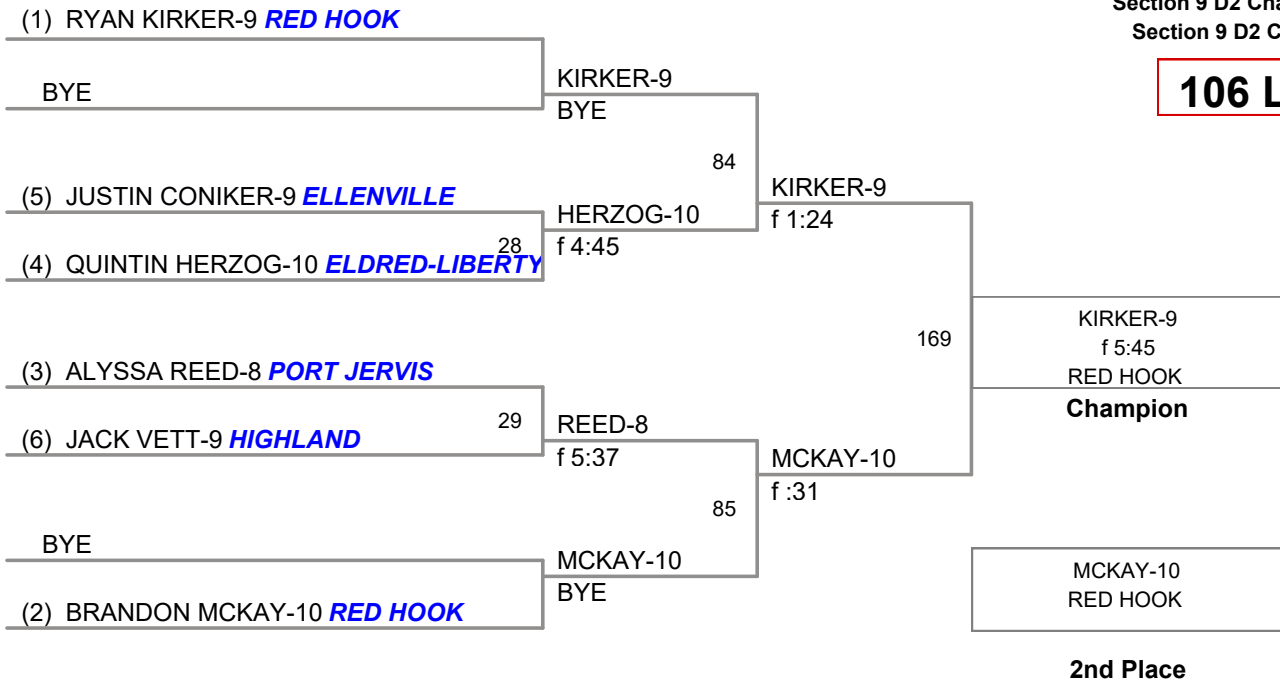 Section 9 D2
Section 9 D2
106
(1) RYAN KIRKER-9 RED HOOK
BYE
KIRKER-9
BYE
84
(5) JUSTIN CONIKER-9 ELLENVILLE
KIRKER-9
f 1:24
HERZOG-10
f 4:45
28
(4) QUINTIN HERZOG-10 ELDRED-LIBERTY
KIRKER-9
f 5:45
RED HOOK
169
Champion
(3) ALYSSA REED-8 PORT JERVIS
29
REED-8
f 5:37
(6) JACK VETT-9 HIGHLAND
MCKAY-10
f :31
85
BYE
MCKAY-10
BYE
(2) BRANDON MCKAY-10 RED HOOK
MCKAY-10
RED HOOK
2nd Place